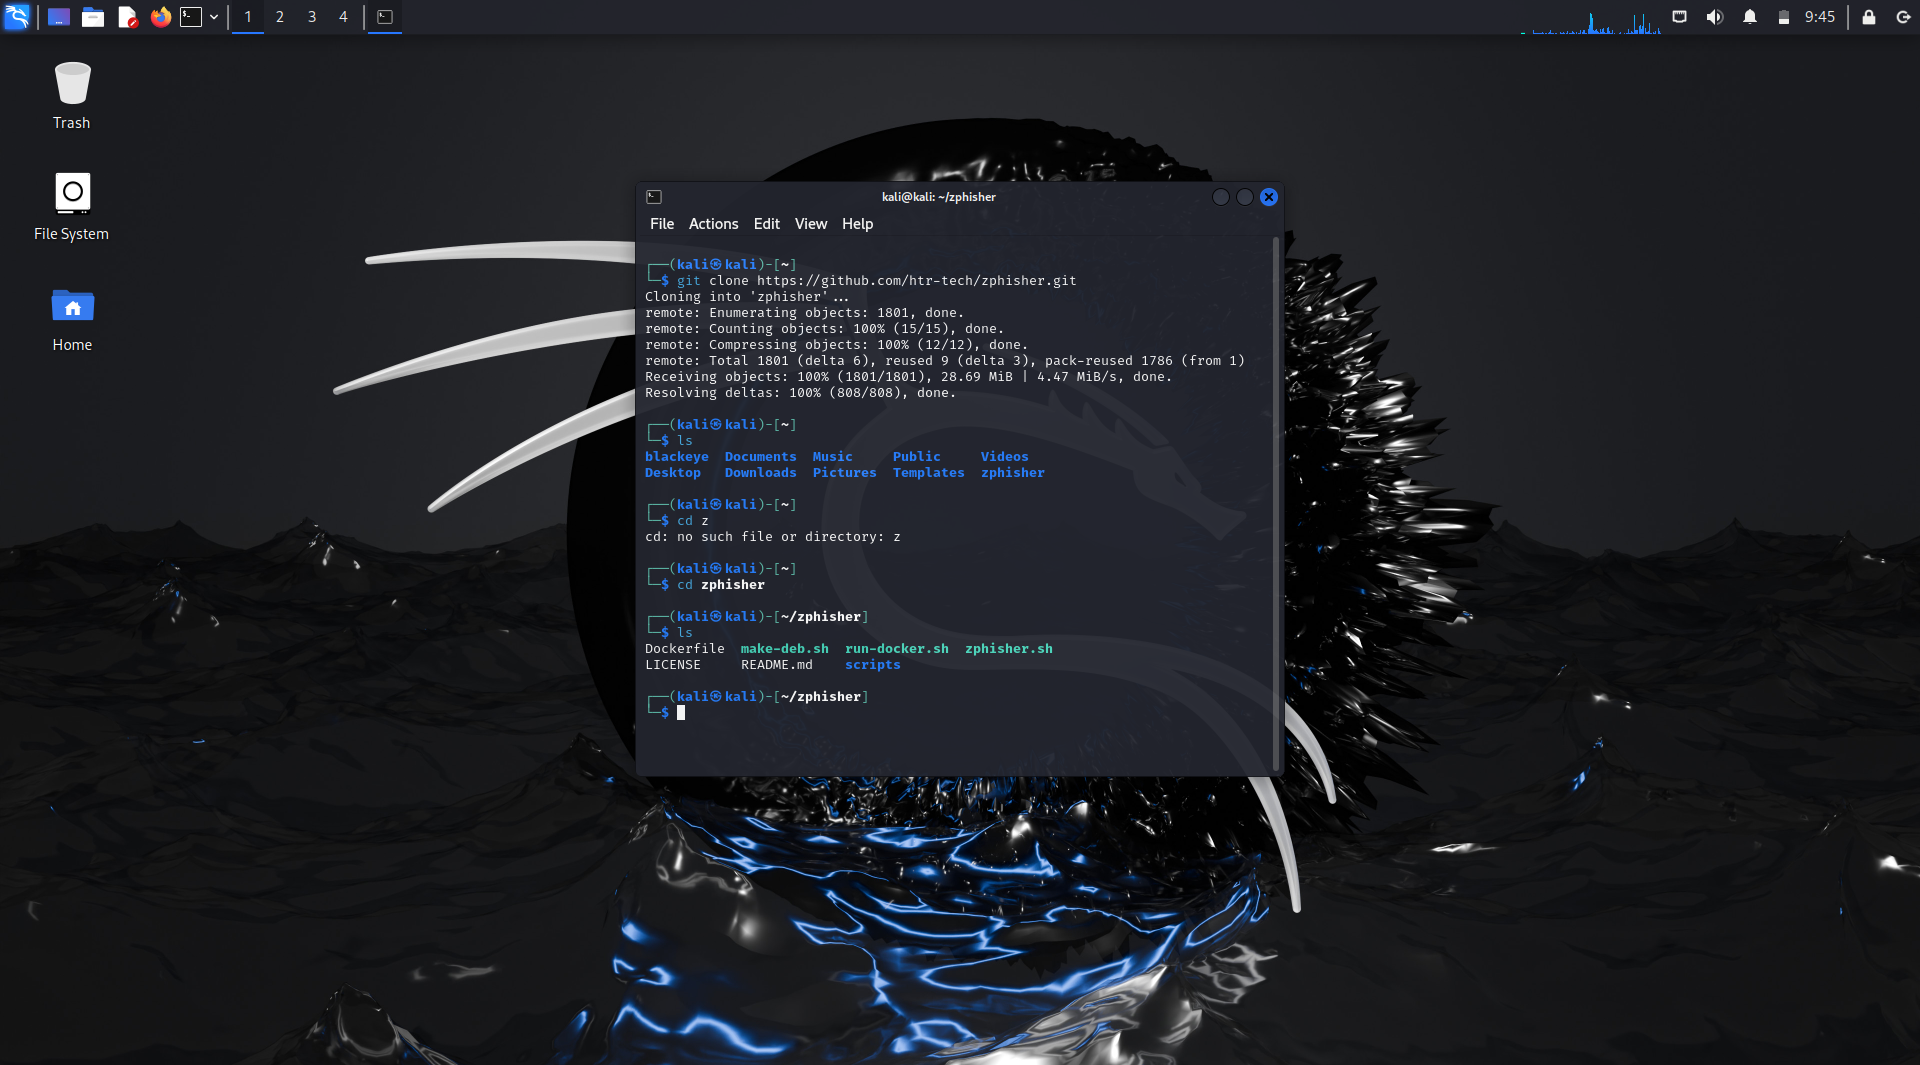 1 2 3 4
9:45
Trash
File System
Home
kali@kali: ~/zphisher
File Actions Edit View Help
┌──(kali㉿kali)-[~]
└─$ git clone https://github.com/htr-tech/zphisher.git
Cloning into 'zphisher'...
remote: Enumerating objects: 1801, done.
remote: Counting objects: 100% (15/15), done.
remote: Compressing objects: 100% (12/12), done.
remote: Total 1801 (delta 6), reused 9 (delta 3), pack-reused 1786 (from 1)
Receiving objects: 100% (1801/1801), 28.69 MiB | 4.47 MiB/s, done.
Resolving deltas: 100% (808/808), done.
┌──(kali㉿kali)-[~]
└─$ ls
blackeye Documents Music Public Videos
Desktop Downloads Pictures Templates zphisher
┌──(kali㉿kali)-[~]
└─$ cd z
cd: no such file or directory: z
┌──(kali㉿kali)-[~]
└─$ cd zphisher
┌──(kali㉿kali)-[~/zphisher]
└─$ ls
Dockerfile make-deb.sh run-docker.sh zphisher.sh
LICENSE README.md scripts
┌──(kali㉿kali)-[~/zphisher]
└─$